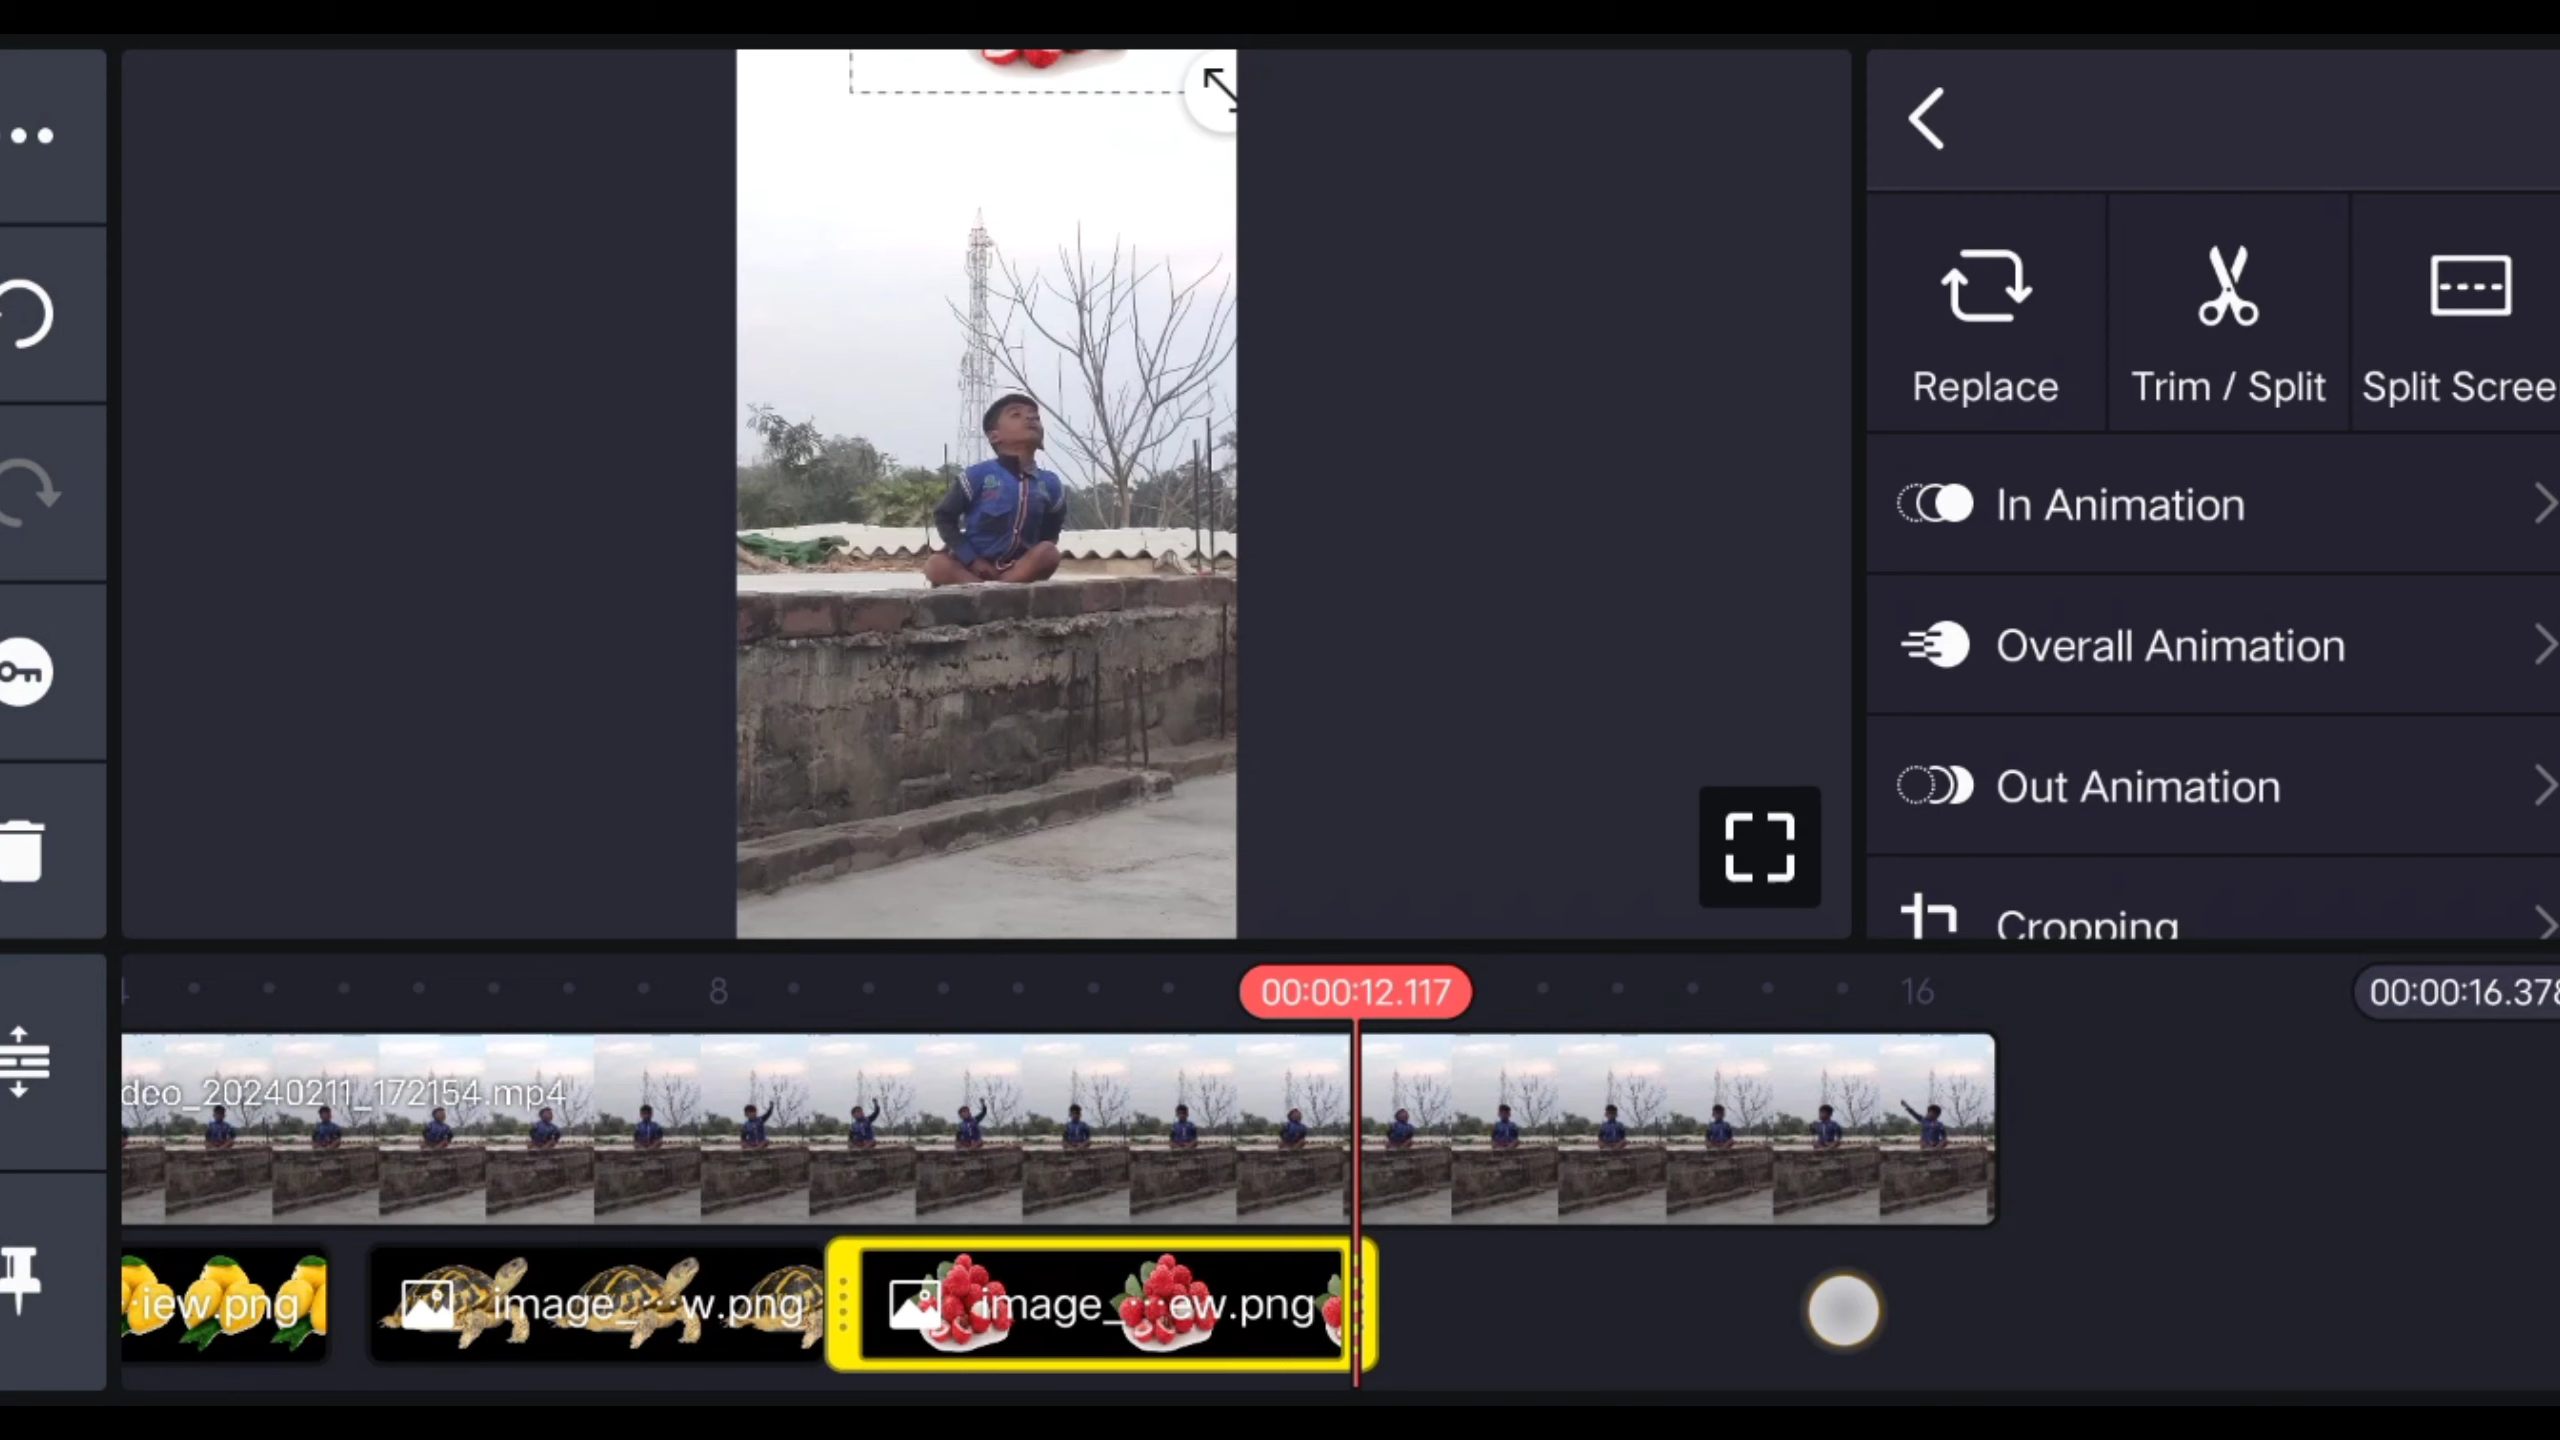 Replace
Trim / Split
Split Scree
In Animation
Overall Animation
Out Animation
Cropping
4
8
00:00:12.117
16
00:00:16.378
deo_20240211_172154.mp4
iew.png
image_···w.png
image_···ew.png